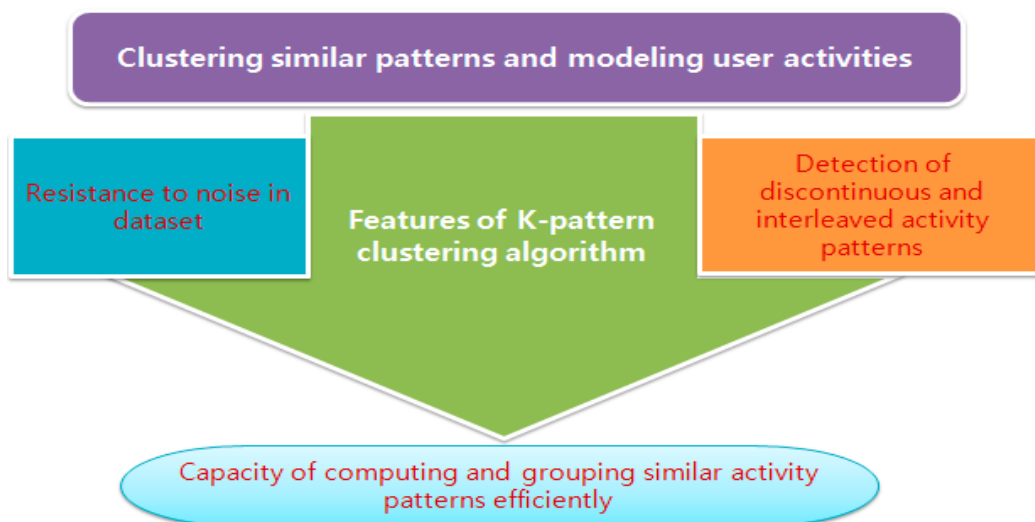 Clustering similar patterns and modeling user activities
Resistance to noise in
dataset
Features of K-pattern
clustering algorithm
Detection of
discontinuous and
interleaved activity
patterns
Capacity of computing and grouping similar activity
patterns efficiently